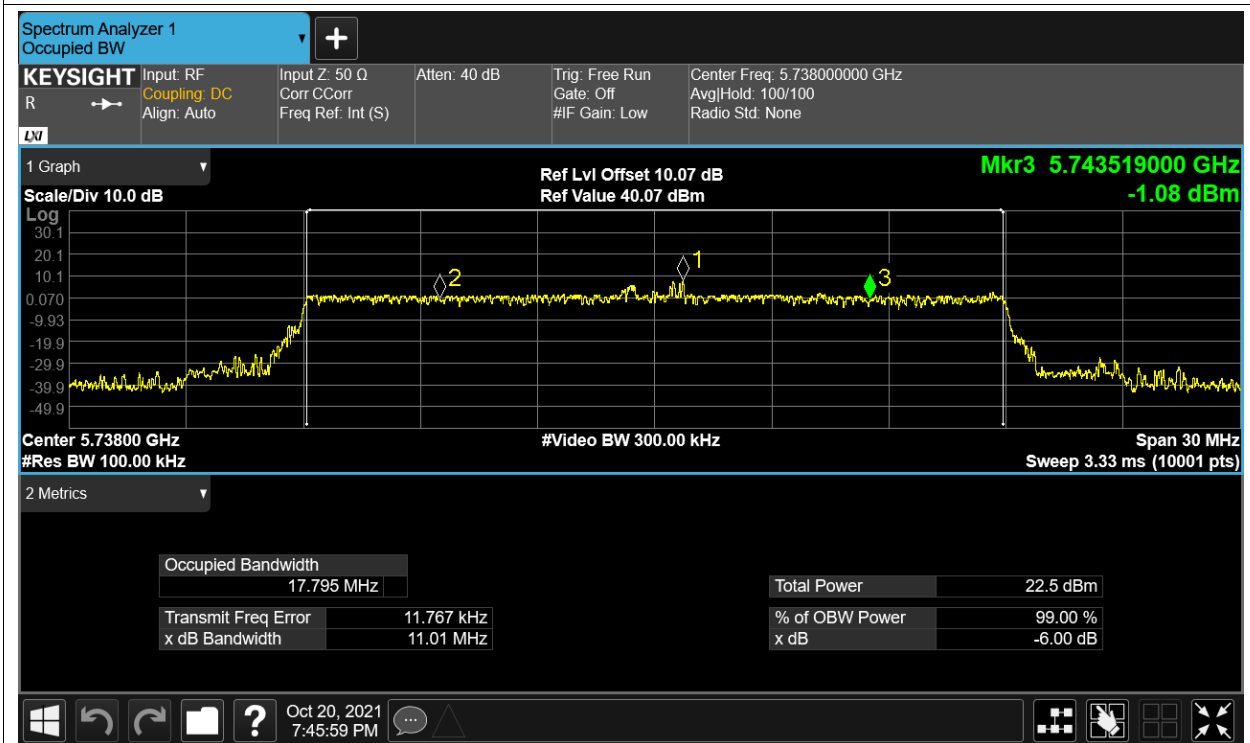 Spectrum Analyzer 1
Occupied BW
KEYSIGHT
R
LXI
Input: RF
Coupling: DC
Align: Auto
Input Z: 50 Ω
Corr CCorr
Freq Ref: Int (S)
Atten: 40 dB
Trig: Free Run
Gate: Off
#IF Gain: Low
Center Freq: 5.738000000 GHz
Avg|Hold: 100/100
Radio Std: None
1 Graph
Scale/Div 10.0 dB
Ref Lvl Offset 10.07 dB
Ref Value 40.07 dBm
Mkr3 5.743519000 GHz
-1.08 dBm
Log
30.1
20.1
10.1
0.070
-9.93
-19.9
-29.9
-39.9
-49.9
2
1
3
Center 5.73800 GHz
#Res BW 100.00 kHz
#Video BW 300.00 kHz
Span 30 MHz
Sweep 3.33 ms (10001 pts)
2 Metrics
Occupied Bandwidth
17.795 MHz
Transmit Freq Error 11.767 kHz
x dB Bandwidth 11.01 MHz
Total Power 22.5 dBm
% of OBW Power 99.00 %
x dB -6.00 dB
?
Oct 20, 2021
7:45:59 PM